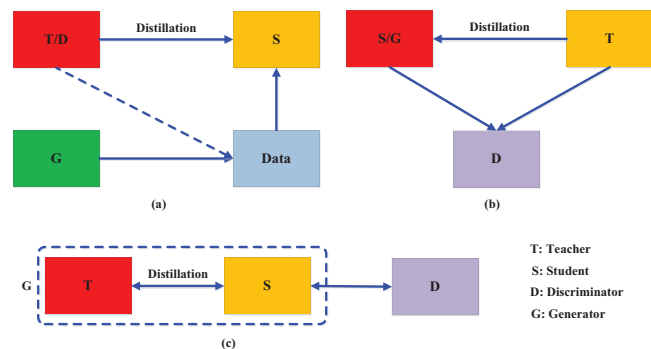 T/D
Distillation
S
G
Data
(a)
S/G
Distillation
T
D
(b)
G
T
Distillation
S
D
(c)
T: Teacher
S: Student
D: Discriminator
G: Generator